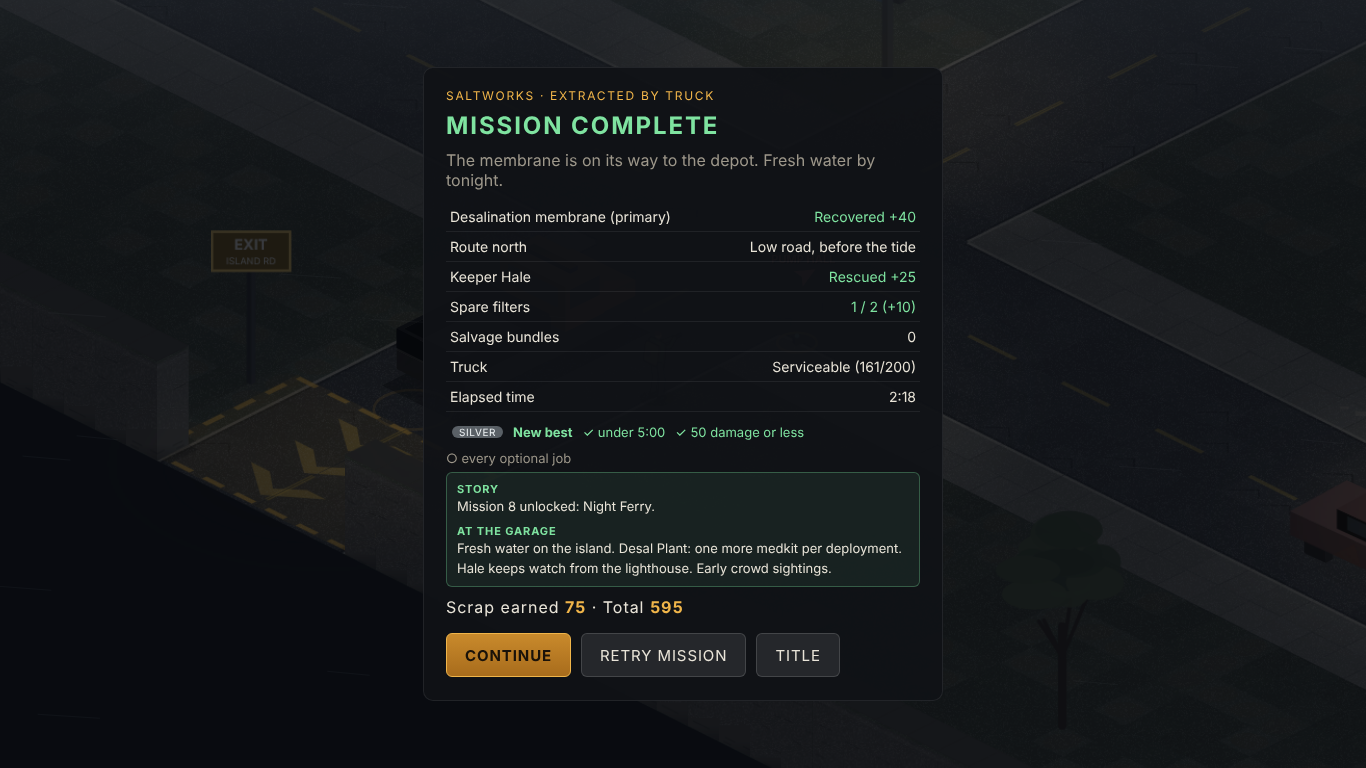 SALTWORKS · EXTRACTED BY TRUCK
MISSION COMPLETE
The membrane is on its way to the depot. Fresh water by
tonight.
Desalination membrane (primary) Recovered +40
Route north Low road, before the tide
Keeper Hale Rescued +25
Spare filters 1 / 2 (+10)
Salvage bundles 0
Truck Serviceable (161/200)
Elapsed time 2:18
SILVER New best ✓ under 5:00 ✓ 50 damage or less
○ every optional job
STORY
Mission 8 unlocked: Night Ferry.
AT THE GARAGE
Fresh water on the island. Desal Plant: one more medkit per deployment.
Hale keeps watch from the lighthouse. Early crowd sightings.
Scrap earned 75 · Total 595
CONTINUE RETRY MISSION TITLE
EXIT
ISLAND RD